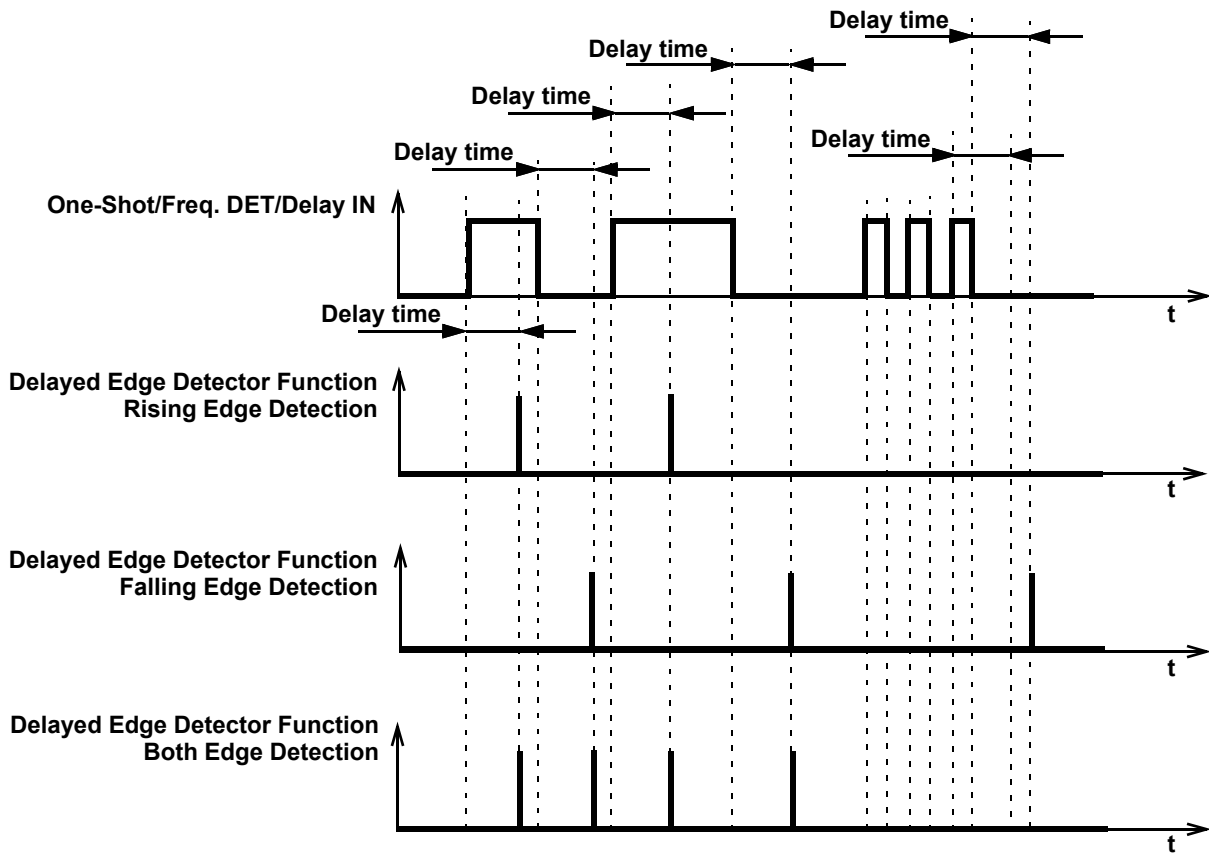 Delay time
Delay time
Delay time
Delay time
Delay time
One-Shot/Freq. DET/Delay IN
t
Delay time
Delayed Edge Detector Function
Rising Edge Detection
t
Delayed Edge Detector Function
Falling Edge Detection
t
Delayed Edge Detector Function
Both Edge Detection
t